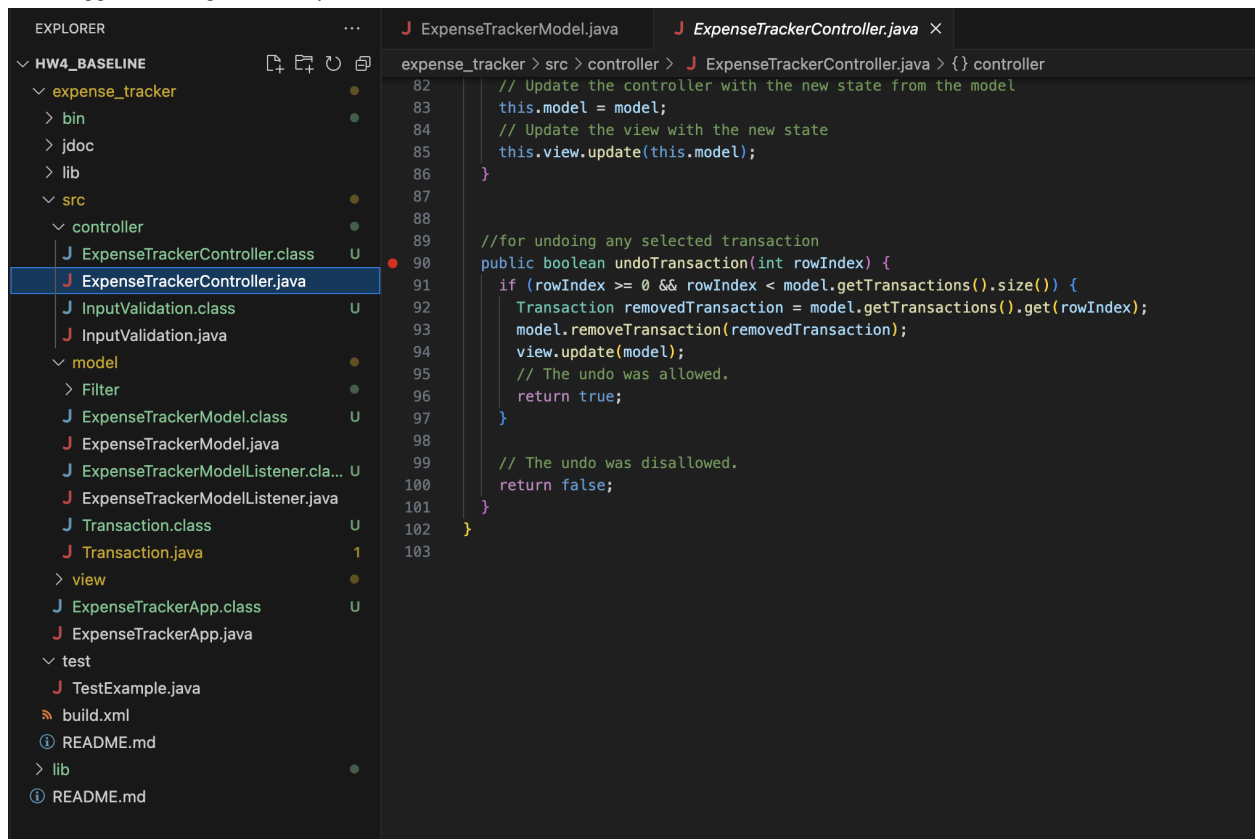 EXPLORER
HW4_BASELINE
expense_tracker
bin
jdoc
lib
src
controller
J ExpenseTrackerController.class U
J ExpenseTrackerController.java
J InputValidation.class U
J InputValidation.java
model
Filter
J ExpenseTrackerModel.class U
J ExpenseTrackerModel.java
J ExpenseTrackerModelListener.cla... U
J ExpenseTrackerModelListener.java
J Transaction.class U
J Transaction.java 1
view
J ExpenseTrackerApp.class U
J ExpenseTrackerApp.java
test
J TestExample.java
build.xml
README.md
lib
README.md
J ExpenseTrackerModel.java J ExpenseTrackerController.java
expense_tracker > src > controller > J ExpenseTrackerController.java > {} controller
82 // Update the controller with the new state from the model
83 this.model = model;
84 // Update the view with the new state
85 this.view.update(this.model);
86 }
87
88
89 //for undoing any selected transaction
90 public boolean undoTransaction(int rowIndex) {
91 if (rowIndex >= 0 && rowIndex < model.getTransactions().size()) {
92 Transaction removedTransaction = model.getTransactions().get(rowIndex);
93 model.removeTransaction(removedTransaction);
94 view.update(model);
95 // The undo was allowed.
96 return true;
97 }
98
99 // The undo was disallowed.
100 return false;
101 }
102 }
103